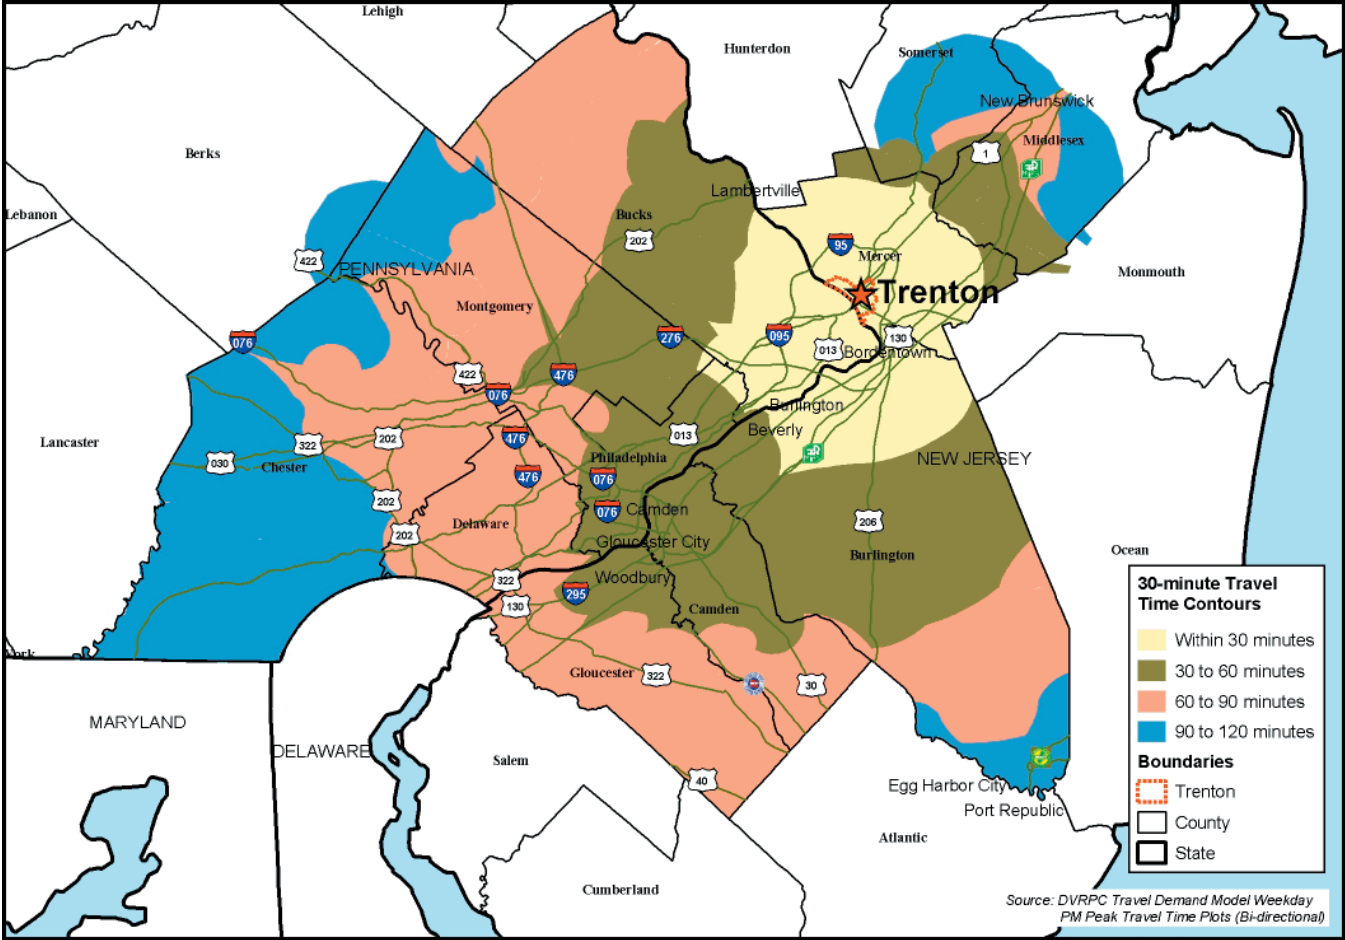 Lehigh
Hunterdon
Somerset
New Brunswick
Middlesex
1
Berks
Lebanon
Lambertville
Bucks
202
95
Mercer
Trenton
Monmouth
422
PENNSYLVANIA
Montgomery
076
276
095
013
130
Bordentown
422
476
076
Burlington
Beverly
Lancaster
322
202
476
013
030
Chester
Philadelphia
NEW JERSEY
476
076
202
076
Camden
206
202
Delaware
Gloucester City
Burlington
Ocean
322
295
Woodbury
130
Camden
York
Gloucester
322
30
MARYLAND
DELAWARE
Salem
40
Egg Harbor City
Port Republic
Atlantic
Cumberland
30-minute Travel
Time Contours
Within 30 minutes
30 to 60 minutes
60 to 90 minutes
90 to 120 minutes
Boundaries
Trenton
County
State
Source: DVRPC Travel Demand Model Weekday
PM Peak Travel Time Plots (Bi-directional)